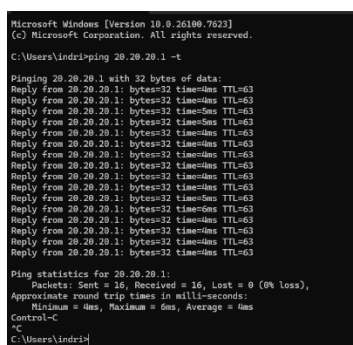 Microsoft Windows [Version 10.0.26100.7623]
(c) Microsoft Corporation. All rights reserved.
C:\Users\indri>ping 20.20.20.1 -t
Pinging 20.20.20.1 with 32 bytes of data:
Reply from 20.20.20.1: bytes=32 time=4ms TTL=63
Reply from 20.20.20.1: bytes=32 time=4ms TTL=63
Reply from 20.20.20.1: bytes=32 time=5ms TTL=63
Reply from 20.20.20.1: bytes=32 time=5ms TTL=63
Reply from 20.20.20.1: bytes=32 time=4ms TTL=63
Reply from 20.20.20.1: bytes=32 time=4ms TTL=63
Reply from 20.20.20.1: bytes=32 time=4ms TTL=63
Reply from 20.20.20.1: bytes=32 time=4ms TTL=63
Reply from 20.20.20.1: bytes=32 time=4ms TTL=63
Reply from 20.20.20.1: bytes=32 time=4ms TTL=63
Reply from 20.20.20.1: bytes=32 time=5ms TTL=63
Reply from 20.20.20.1: bytes=32 time=6ms TTL=63
Reply from 20.20.20.1: bytes=32 time=5ms TTL=63
Reply from 20.20.20.1: bytes=32 time=4ms TTL=63
Reply from 20.20.20.1: bytes=32 time=4ms TTL=63
Reply from 20.20.20.1: bytes=32 time=4ms TTL=63
Ping statistics for 20.20.20.1:
Packets: Sent = 16, Received = 16, Lost = 0 (0% loss),
Approximate round trip times in milli-seconds:
Minimum = 4ms, Maximum = 6ms, Average = 4ms
Control-C
^C
C:\Users\indri>